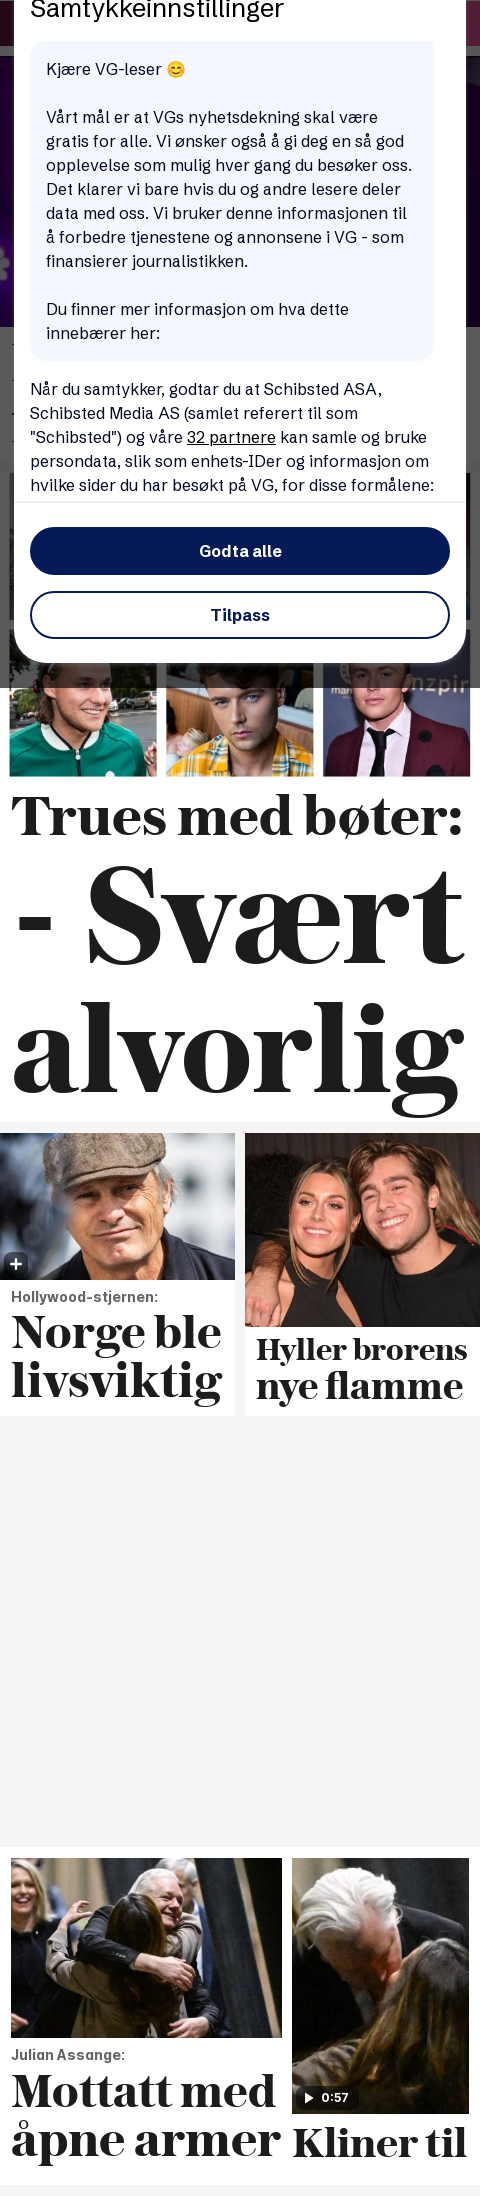 Samtykkeinnstillinger
Kjære VG-leser 😊
Vårt mål er at VGs nyhetsdekning skal være
gratis for alle. Vi ønsker også å gi deg en så god
opplevelse som mulig hver gang du besøker oss.
Det klarer vi bare hvis du og andre lesere deler
data med oss. Vi bruker denne informasjonen til
å forbedre tjenestene og annonsene i VG - som
finansierer journalistikken.
Du finner mer informasjon om hva dette
innebærer her:
Når du samtykker, godtar du at Schibsted ASA,
Schibsted Media AS (samlet referert til som
"Schibsted") og våre 32 partnere kan samle og bruke
persondata, slik som enhets-IDer og informasjon om
hvilke sider du har besøkt på VG, for disse formålene:
Godta alle
Tilpass
Trues med bøter:
- Svært
alvorlig
Hollywood-stjernen:
Norge ble
livsviktig
Hyller brorens
nye flamme
Julian Assange:
Mottatt med
åpne armer
0:57
Kliner til